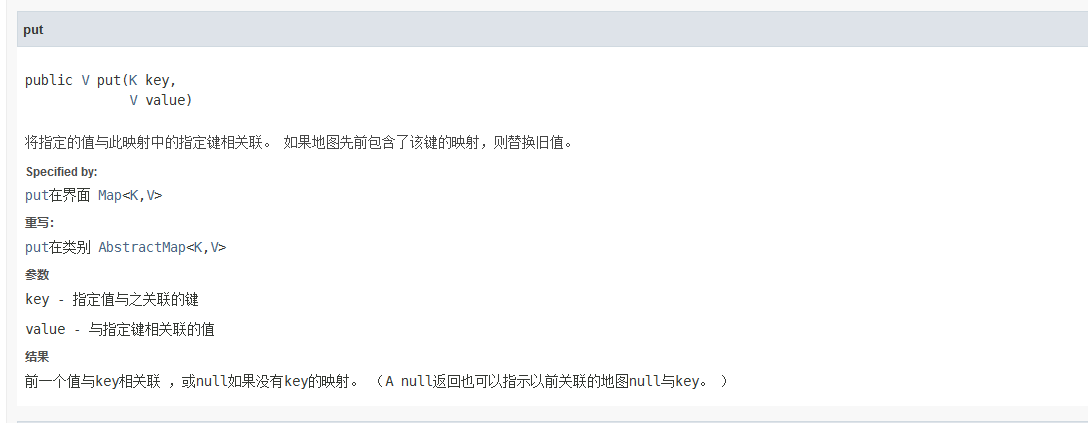 put
public V put(K key,
V value)
将指定的值与此映射中的指定键相关联。 如果地图先前包含了该键的映射，则替换旧值。
Specified by:
put在界面 Map<K,V>
重写:
put在类别 AbstractMap<K,V>
参数
key - 指定值与之关联的键
value - 与指定键相关联的值
结果
前一个值与key相关联 ，或null如果没有key的映射。 （A null返回也可以指示以前关联的地图null与key。 ）